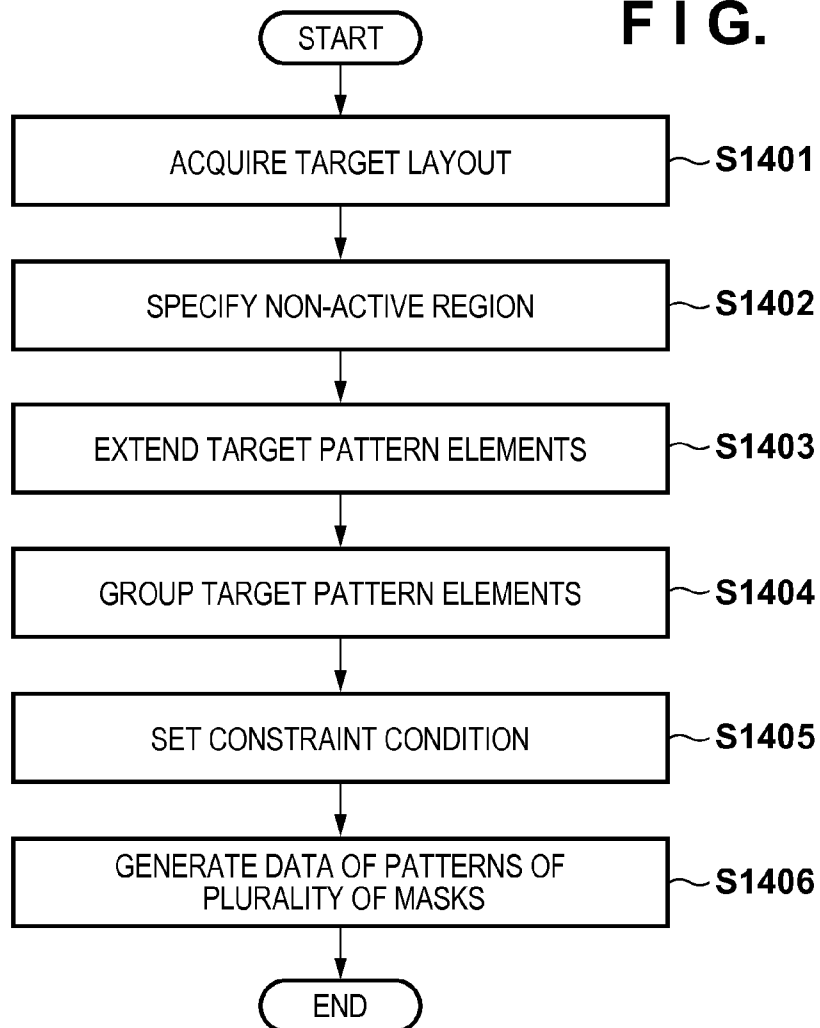 FIG.
START
ACQUIRE TARGET LAYOUT
S1401
SPECIFY NON-ACTIVE REGION
S1402
EXTEND TARGET PATTERN ELEMENTS
S1403
GROUP TARGET PATTERN ELEMENTS
S1404
SET CONSTRAINT CONDITION
S1405
GENERATE DATA OF PATTERNS OF
PLURALITY OF MASKS
S1406
END